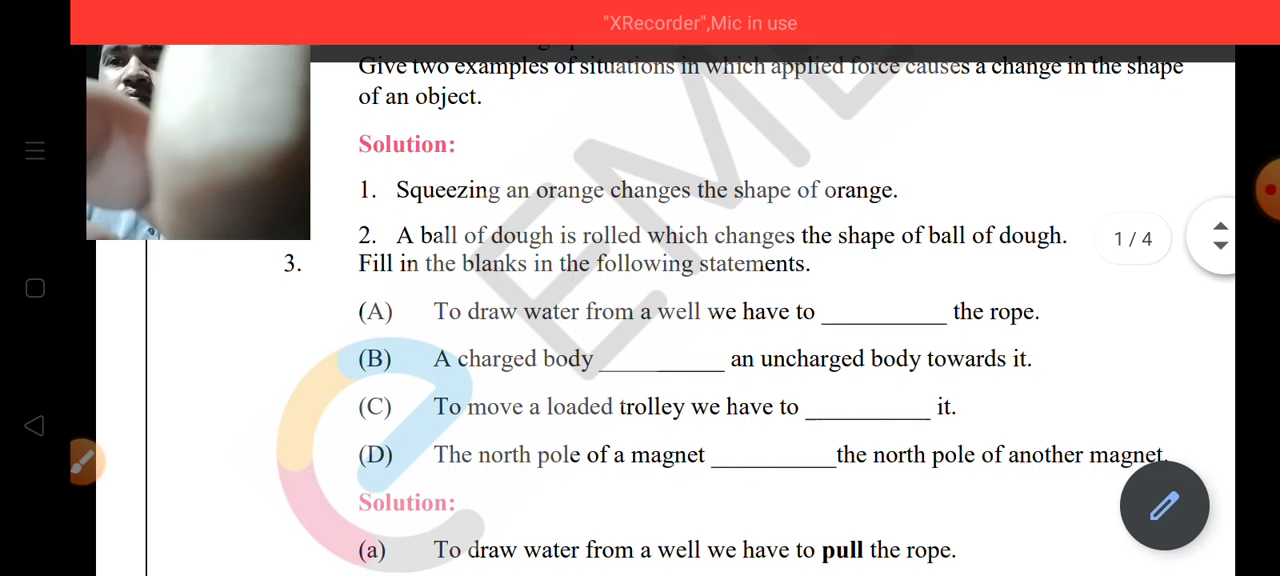 "XRecorder",Mic in use
Give two examples of situations in which applied force causes a change in the shape
of an object.
Solution:
1. Squeezing an orange changes the shape of orange.
2. A ball of dough is rolled which changes the shape of ball of dough.
1 / 4
3. Fill in the blanks in the following statements.
(A) To draw water from a well we have to __________ the rope.
(B) A charged body __________ an uncharged body towards it.
(C) To move a loaded trolley we have to __________ it.
(D) The north pole of a magnet __________the north pole of another magnet.
Solution:
(a) To draw water from a well we have to pull the rope.